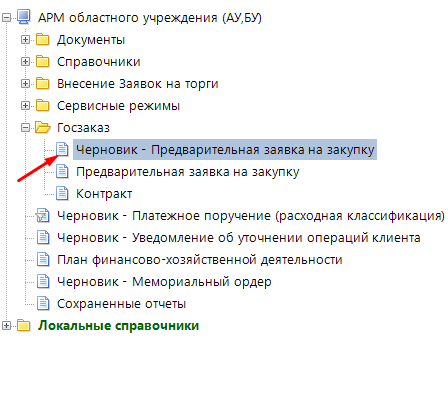 АРМ областного учреждения (АУ,БУ)
Документы
Справочники
Внесение Заявок на торги
Сервисные режимы
Госзаказ
Черновик - Предварительная заявка на закупку
Предварительная заявка на закупку
Контракт
Черновик - Платежное поручение (расходная классификация)
Черновик - Уведомление об уточнении операций клиента
План финансово-хозяйственной деятельности
Черновик - Мемориальный ордер
Сохраненные отчеты
Локальные справочники